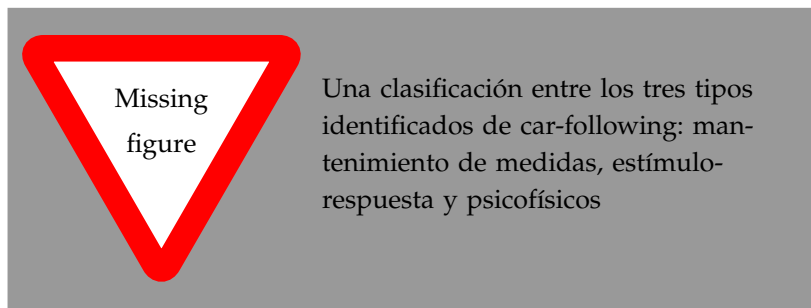 Missing
figure
Una clasificación entre los tres tipos
identificados de car-following: man-
tenimiento de medidas, estímulo-
respuesta y psicofísicos